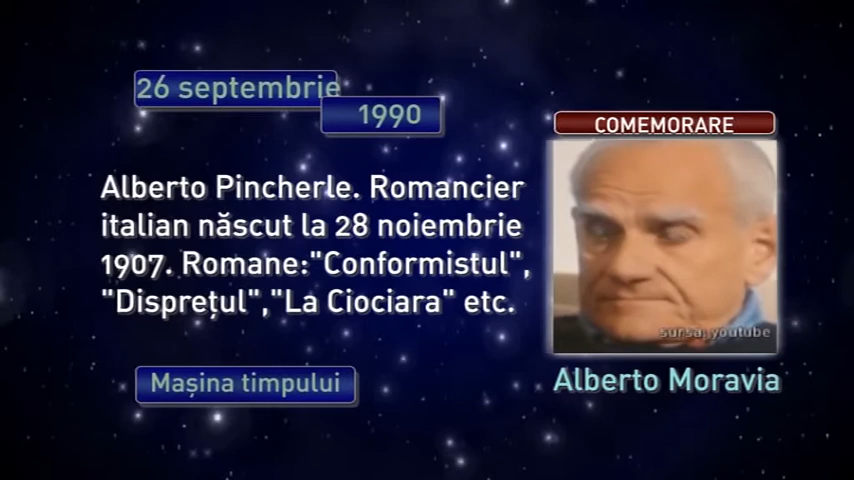 26 septembrie
1990
COMEMORARE
Alberto Pincherle. Romancier
italian născut la 28 noiembrie
1907. Romane:"Conformistul",
"Disprețul","La Ciociara" etc.
sursa, youtube
Mașina timpului
Alberto Moravia